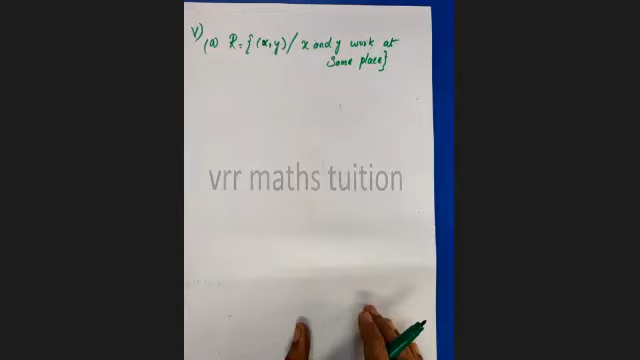 v)
(a) R = {(x, y) / x and y work at
same place}
vrr maths tuition